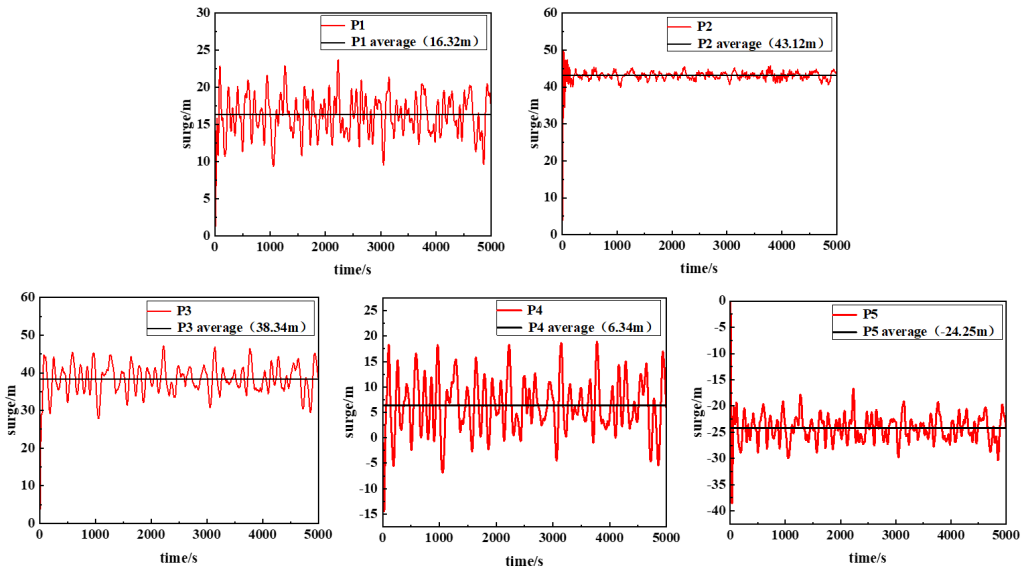 30
25
20
15
10
5
0
surge/m
P1
P1 average（16.32m）
0 1000 2000 3000 4000 5000
time/s
60
50
40
30
20
10
0
surge/m
P2
P2 average（43.12m）
0 1000 2000 3000 4000 5000
time/s
60
50
40
30
20
10
0
surge/m
P3
P3 average（38.34m）
0 1000 2000 3000 4000 5000
time/s
25
20
15
10
5
0
-5
-10
-15
surge/m
P4
P4 average（6.34m）
0 1000 2000 3000 4000 5000
time/s
0
-5
-10
-15
-20
-25
-30
-35
-40
surge/m
P5
P5 average（-24.25m）
0 1000 2000 3000 4000 5000
time/s